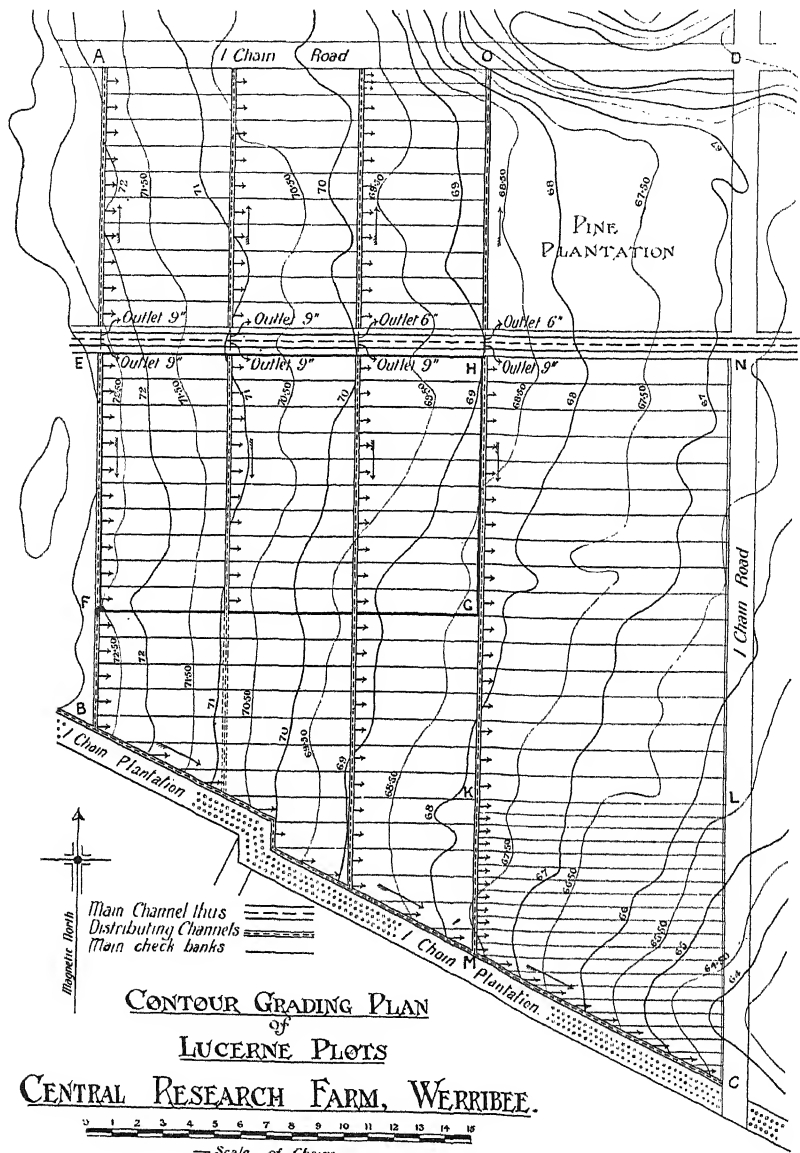 A
1 Chain Road
O
D
67
72
71·50
71
70·50
70
69·50
69
68·50
68
67·50
PINE
PLANTATION
Outlet 9" Outlet 9" Outlet 6" Outlet 6"
E
Outlet 9" Outlet 9" Outlet 9" H Outlet 9"
N
72·50
72
71·50
71
70·50
70
69·50
69
68·50
68
67·50
67
1 Chain Road
F
G
72·50
72
71·50
71
70·50
70
69·50
69
68·50
68
K
L
B
1 Chain Plantation
67·50
67
66·50
66
65·50
65
64·50
64
M
1 Chain Plantation.
C
Magnetic North
Main Channel thus
Distributing Channels
Main check banks
CONTOUR GRADING PLAN
of
LUCERNE PLOTS
CENTRAL RESEARCH FARM, WERRIBEE.
0 1 2 3 4 5 6 7 8 9 10 11 12 13 14 15
Scale of Chains